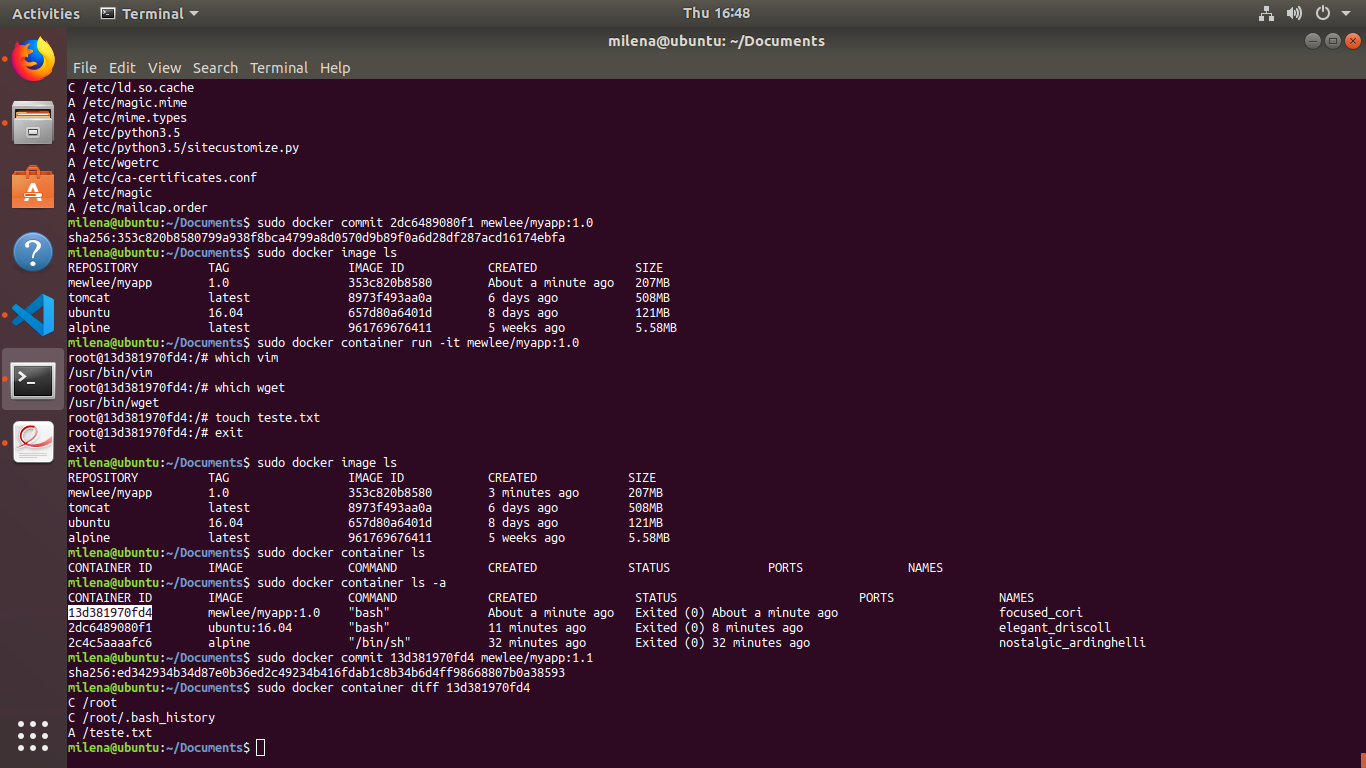 Activities Terminal Thu 16:48
milena@ubuntu: ~/Documents
File Edit View Search Terminal Help
C /etc/ld.so.cache
A /etc/magic.mime
A /etc/mime.types
A /etc/python3.5
A /etc/python3.5/sitecustomize.py
A /etc/wgetrc
A /etc/ca-certificates.conf
A /etc/magic
A /etc/mailcap.order
milena@ubuntu:~/Documents$ sudo docker commit 2dc6489080f1 mewlee/myapp:1.0
sha256:353c820b8580799a938f8bca4799a8d0570d9b89f0a6d28df287acd16174ebfa
milena@ubuntu:~/Documents$ sudo docker image ls
REPOSITORY TAG IMAGE ID CREATED SIZE
mewlee/myapp 1.0 353c820b8580 About a minute ago 207MB
tomcat latest 8973f493aa0a 6 days ago 508MB
ubuntu 16.04 657d80a6401d 8 days ago 121MB
alpine latest 961769676411 5 weeks ago 5.58MB
milena@ubuntu:~/Documents$ sudo docker container run -it mewlee/myapp:1.0
root@13d381970fd4:/# which vim
/usr/bin/vim
root@13d381970fd4:/# which wget
/usr/bin/wget
root@13d381970fd4:/# touch teste.txt
root@13d381970fd4:/# exit
exit
milena@ubuntu:~/Documents$ sudo docker image ls
REPOSITORY TAG IMAGE ID CREATED SIZE
mewlee/myapp 1.0 353c820b8580 3 minutes ago 207MB
tomcat latest 8973f493aa0a 6 days ago 508MB
ubuntu 16.04 657d80a6401d 8 days ago 121MB
alpine latest 961769676411 5 weeks ago 5.58MB
milena@ubuntu:~/Documents$ sudo docker container ls
CONTAINER ID IMAGE COMMAND CREATED STATUS PORTS NAMES
milena@ubuntu:~/Documents$ sudo docker container ls -a
CONTAINER ID IMAGE COMMAND CREATED STATUS PORTS NAMES
13d381970fd4 mewlee/myapp:1.0 "bash" About a minute ago Exited (0) About a minute ago focused_cori
2dc6489080f1 ubuntu:16.04 "bash" 11 minutes ago Exited (0) 8 minutes ago elegant_driscoll
2c4c5aaaafc6 alpine "/bin/sh" 32 minutes ago Exited (0) 32 minutes ago nostalgic_ardinghelli
milena@ubuntu:~/Documents$ sudo docker commit 13d381970fd4 mewlee/myapp:1.1
sha256:ed342934b34d87e0b36ed2c49234b416fdab1c8b34b6d4ff98668807b0a38593
milena@ubuntu:~/Documents$ sudo docker container diff 13d381970fd4
C /root
C /root/.bash_history
A /teste.txt
milena@ubuntu:~/Documents$